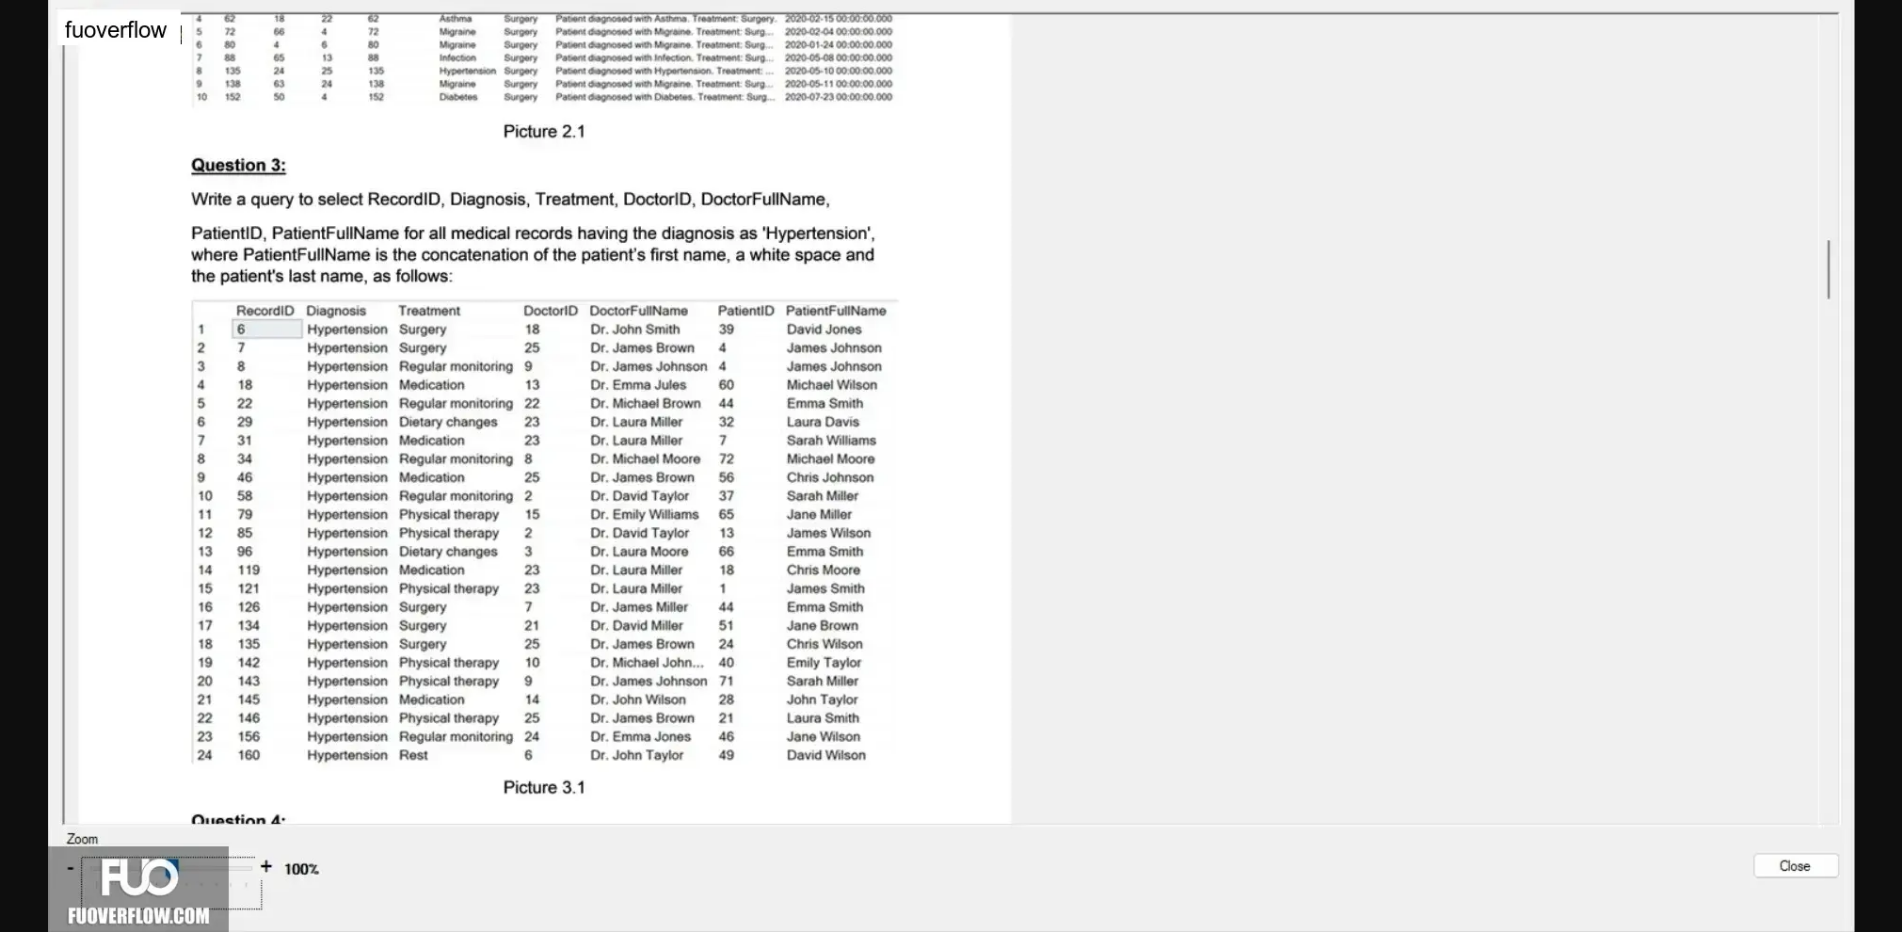 fuoverflow
4 62 18 22 62 Asthma Surgery Patient diagnosed with Asthma. Treatment: Surgery. 2020-02-15 00:00:00.000
5 72 66 4 72 Migraine Surgery Patient diagnosed with Migraine. Treatment: Surg... 2020-02-04 00:00:00.000
6 80 4 6 80 Migraine Surgery Patient diagnosed with Migraine. Treatment: Surg... 2020-01-24 00:00:00.000
7 88 65 13 88 Infection Surgery Patient diagnosed with Infection. Treatment: Surg... 2020-05-08 00:00:00.000
8 135 24 25 135 Hypertension Surgery Patient diagnosed with Hypertension. Treatment: ... 2020-05-10 00:00:00.000
9 138 63 24 138 Migraine Surgery Patient diagnosed with Migraine. Treatment: Surg... 2020-05-11 00:00:00.000
10 152 50 4 152 Diabetes Surgery Patient diagnosed with Diabetes. Treatment: Surg... 2020-07-23 00:00:00.000
Picture 2.1
Question 3:
Write a query to select RecordID, Diagnosis, Treatment, DoctorID, DoctorFullName,
PatientID, PatientFullName for all medical records having the diagnosis as 'Hypertension',
where PatientFullName is the concatenation of the patient's first name, a white space and
the patient's last name, as follows:
RecordID Diagnosis Treatment DoctorID DoctorFullName PatientID PatientFullName
1 6 Hypertension Surgery 18 Dr. John Smith 39 David Jones
2 7 Hypertension Surgery 25 Dr. James Brown 4 James Johnson
3 8 Hypertension Regular monitoring 9 Dr. James Johnson 4 James Johnson
4 18 Hypertension Medication 13 Dr. Emma Jules 60 Michael Wilson
5 22 Hypertension Regular monitoring 22 Dr. Michael Brown 44 Emma Smith
6 29 Hypertension Dietary changes 23 Dr. Laura Miller 32 Laura Davis
7 31 Hypertension Medication 23 Dr. Laura Miller 7 Sarah Williams
8 34 Hypertension Regular monitoring 8 Dr. Michael Moore 72 Michael Moore
9 46 Hypertension Medication 25 Dr. James Brown 56 Chris Johnson
10 58 Hypertension Regular monitoring 2 Dr. David Taylor 37 Sarah Miller
11 79 Hypertension Physical therapy 15 Dr. Emily Williams 65 Jane Miller
12 85 Hypertension Physical therapy 2 Dr. David Taylor 13 James Wilson
13 96 Hypertension Dietary changes 3 Dr. Laura Moore 66 Emma Smith
14 119 Hypertension Medication 23 Dr. Laura Miller 18 Chris Moore
15 121 Hypertension Physical therapy 23 Dr. Laura Miller 1 James Smith
16 126 Hypertension Surgery 7 Dr. James Miller 44 Emma Smith
17 134 Hypertension Surgery 21 Dr. David Miller 51 Jane Brown
18 135 Hypertension Surgery 25 Dr. James Brown 24 Chris Wilson
19 142 Hypertension Physical therapy 10 Dr. Michael John... 40 Emily Taylor
20 143 Hypertension Physical therapy 9 Dr. James Johnson 71 Sarah Miller
21 145 Hypertension Medication 14 Dr. John Wilson 28 John Taylor
22 146 Hypertension Physical therapy 25 Dr. James Brown 21 Laura Smith
23 156 Hypertension Regular monitoring 24 Dr. Emma Jones 46 Jane Wilson
24 160 Hypertension Rest 6 Dr. John Taylor 49 David Wilson
Picture 3.1
Question 4:
Zoom
- + 100%
Close
FUO
FUOVERFLOW.COM